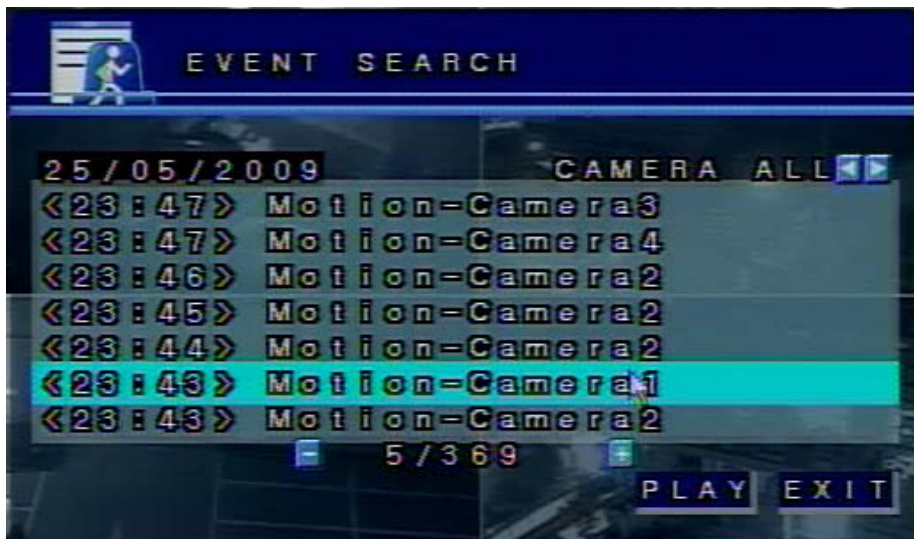 EVENT SEARCH
25/05/2009 CAMERA ALL
<23:47> Motion-Camera3
<23:47> Motion-Camera4
<23:46> Motion-Camera2
<23:45> Motion-Camera2
<23:44> Motion-Camera2
<23:43> Motion-Camera1
<23:43> Motion-Camera2
- 5/369 +
PLAY EXIT